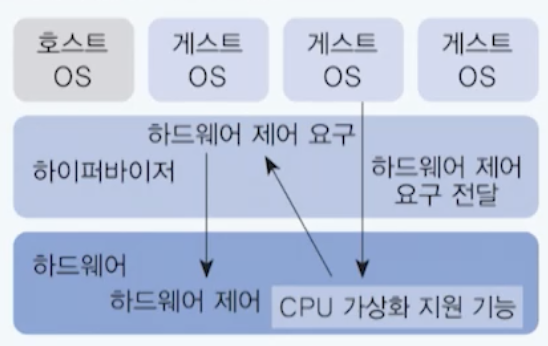 호스트
OS
게스트
OS
게스트
OS
게스트
OS
하드웨어 제어 요구
하이퍼바이저
하드웨어 제어
요구 전달
하드웨어
하드웨어 제어
CPU 가상화 지원 기능